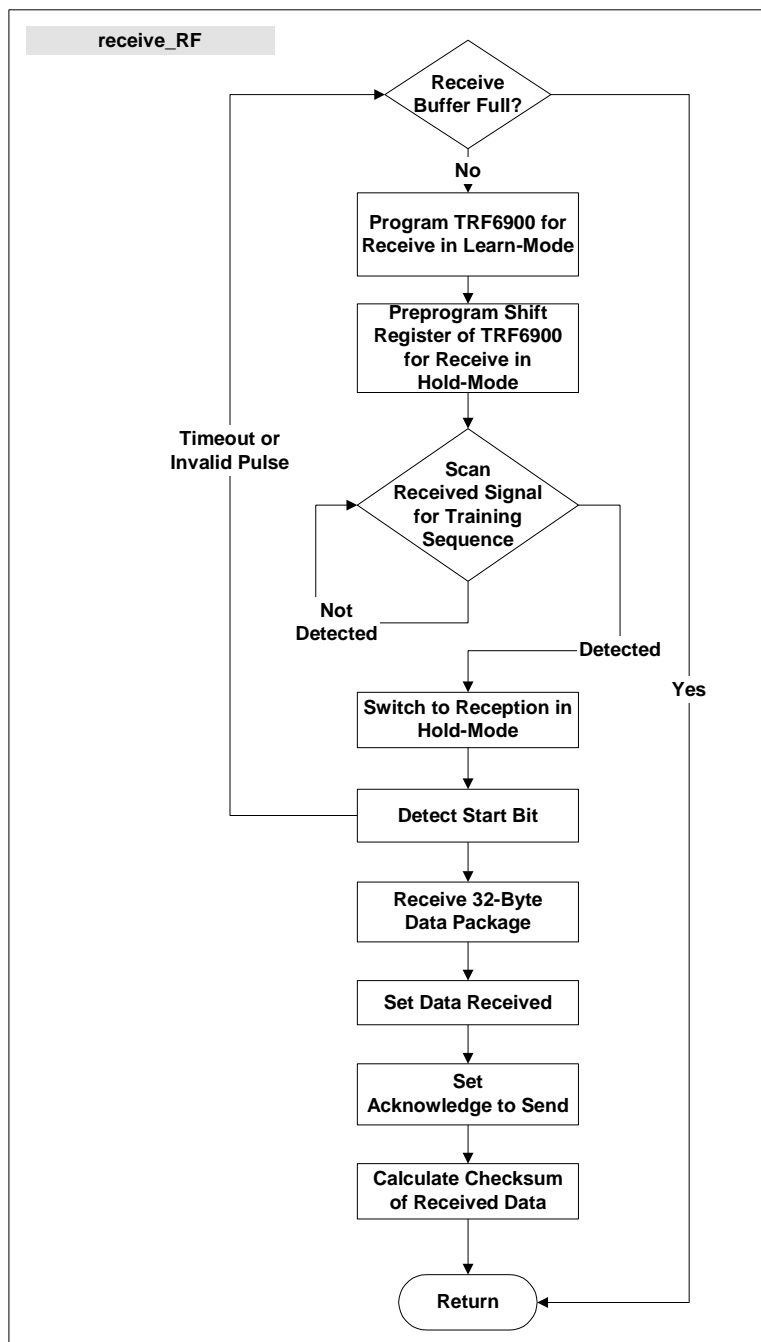 receive_RF
Receive
Buffer Full?
No
Program TRF6900 for
Receive in Learn-Mode
Preprogram Shift
Register of TRF6900
for Receive in
Hold-Mode
Timeout or
Invalid Pulse
Scan
Received Signal
for Training
Sequence
Not
Detected
Detected
Yes
Switch to Reception in
Hold-Mode
Detect Start Bit
Receive 32-Byte
Data Package
Set Data Received
Set
Acknowledge to Send
Calculate Checksum
of Received Data
Return